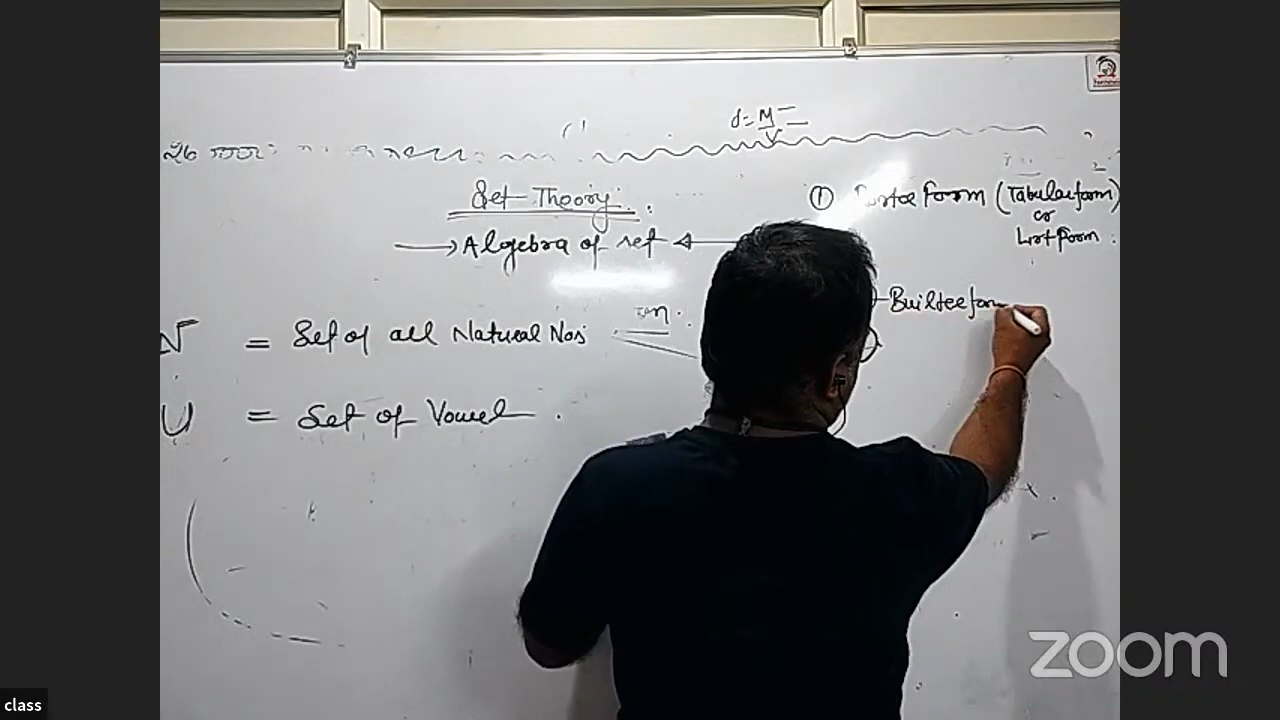 d = M
V
Set Theory
→ Algebra of set ←
① Form (Tabular form)
or
List form :
Builder form
N = Set of all Natural Nos
U = Set of Vowel .
zoom
class